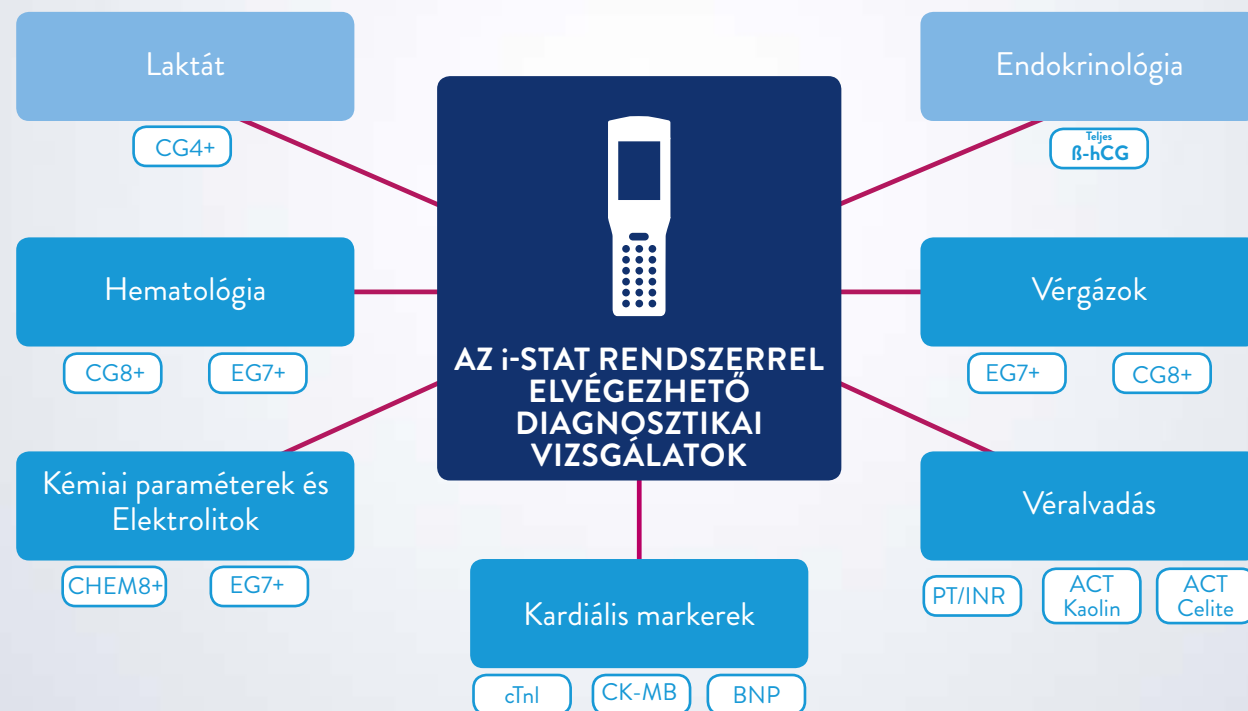 Laktát
CG4+
Hematológia
CG8+
EG7+
Kémiai paraméterek és
Elektrolitok
CHEM8+
EG7+
AZ i-STAT RENDSZERREL
ELVÉGEZHETŐ
DIAGNOSZTIKAI
VIZSGÁLATOK
Kardiális markerek
cTnl
CK-MB
BNP
Endokrinológia
Teljes
ß-hCG
Vérgázok
EG7+
CG8+
Véralvadás
PT/INR
ACT
Kaolin
ACT
Celite